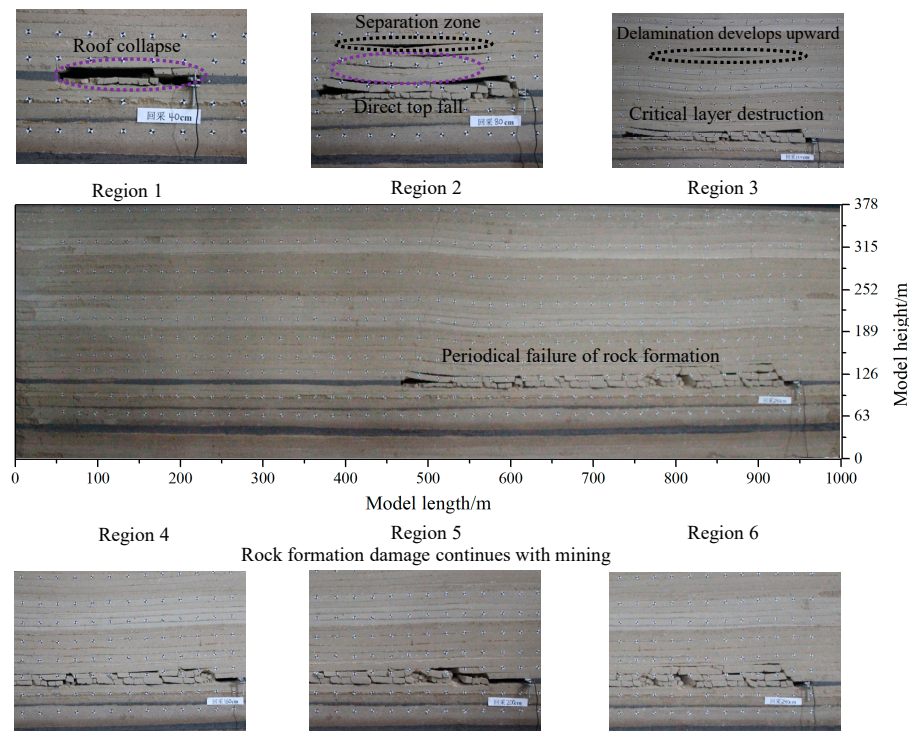 Roof collapse
回采 40cm
Region 1
Separation zone
Direct top fall
回采 80cm
Region 2
Delamination develops upward
Critical layer destruction
Region 3
Periodical failure of rock formation
378
315
252
189
126
63
0
Model height/m
0 100 200 300 400 500 600 700 800 900 1000
Model length/m
Region 4 Region 5 Region 6
Rock formation damage continues with mining